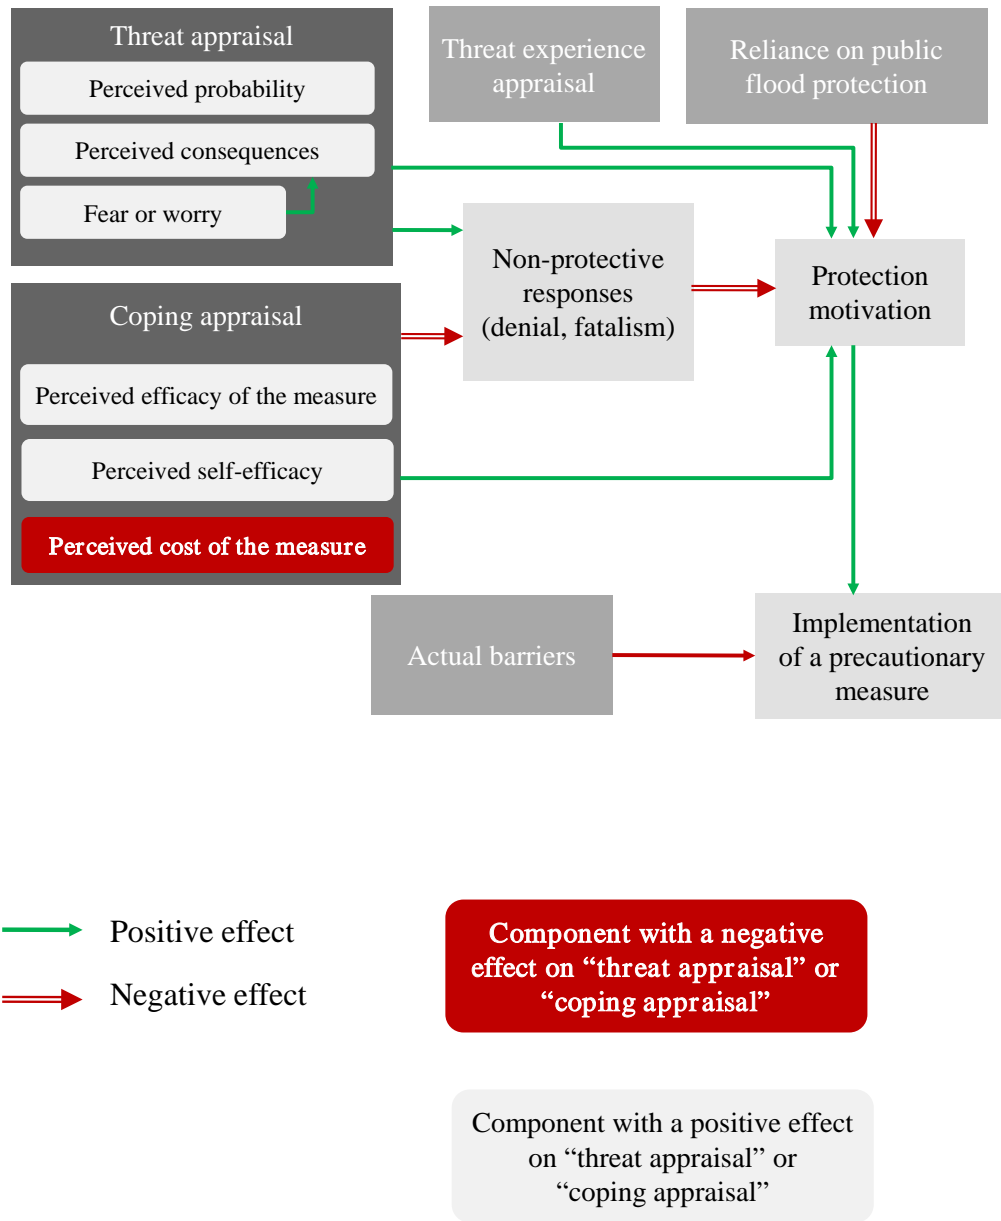 Threat appraisal
Perceived probability
Perceived consequences
Fear or worry
Threat experience
appraisal
Reliance on public
flood protection
Non-protective
responses
(denial, fatalism)
Protection
motivation
Coping appraisal
Perceived efficacy of the measure
Perceived self-efficacy
Perceived cost of the measure
Actual barriers
Implementation
of a precautionary
measure
Positive effect
Negative effect
Component with a negative
effect on “threat appraisal” or
“coping appraisal”
Component with a positive effect
on “threat appraisal” or
“coping appraisal”